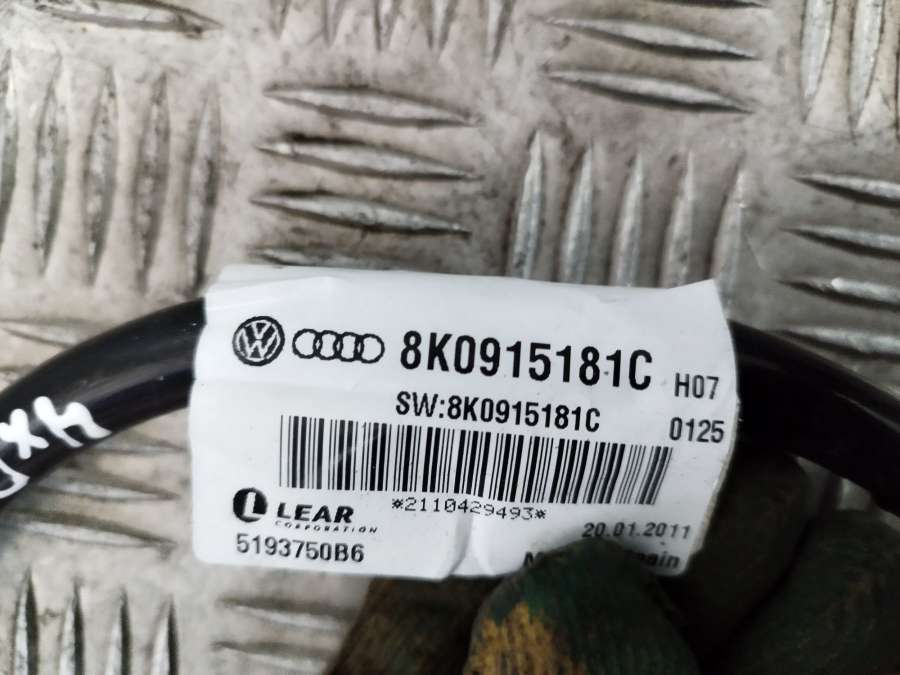 8K0915181C H07
SW:8K0915181C 0125
*2110429493*
LEAR
CORPORATION
20.01.2011
5193750B6